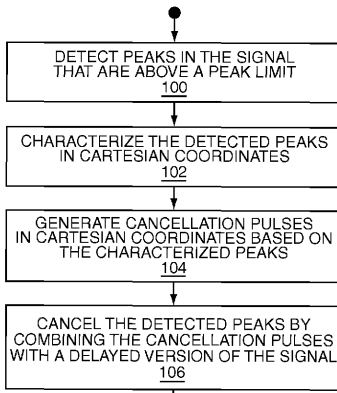 DETECT PEAKS IN THE SIGNAL
THAT ARE ABOVE A PEAK LIMIT
100
CHARACTERIZE THE DETECTED PEAKS
IN CARTESIAN COORDINATES
102
GENERATE CANCELLATION PULSES
IN CARTESIAN COORDINATES BASED ON
THE CHARACTERIZED PEAKS
104
CANCEL THE DETECTED PEAKS BY
COMBINING THE CANCELLATION PULSES
WITH A DELAYED VERSION OF THE SIGNAL
106